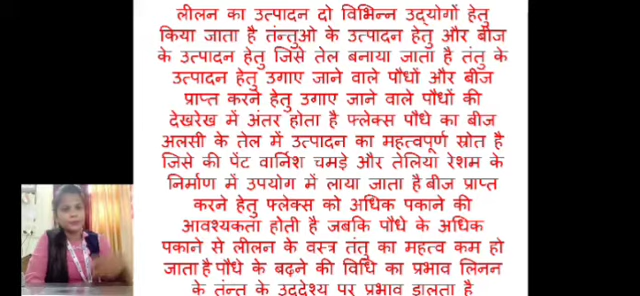 लीलन का उत्पादन दो विभिन्न उद्योगों हेतु
किया जाता है तंन्तुओ के उत्पादन हेतु और बीज
के उत्पादन हेतु जिसे तेल बनाया जाता है तंतु के
उत्पादन हेतु उगाए जाने वाले पौधों और बीज
प्राप्त करने हेतु उगाए जाने वाले पौधों की
देखरेख में अंतर होता है फ्लेक्स पौधे का बीज
अलसी के तेल में उत्पादन का महत्वपूर्ण स्रोत है
जिसे की पेंट वार्निश चमड़े और तेलिया रेशम के
निर्माण में उपयोग में लाया जाता है बीज प्राप्त
करने हेतु फ्लेक्स को अधिक पकाने की
आवश्यकता होती है जबकि पौधे के अधिक
पकाने से लीलन के वस्त्र तंतु का महत्व कम हो
जाता है पौधे के बढ़ने की विधि का प्रभाव लिनन
के तंन्त के उद्देश्य पर प्रभाव डालता है